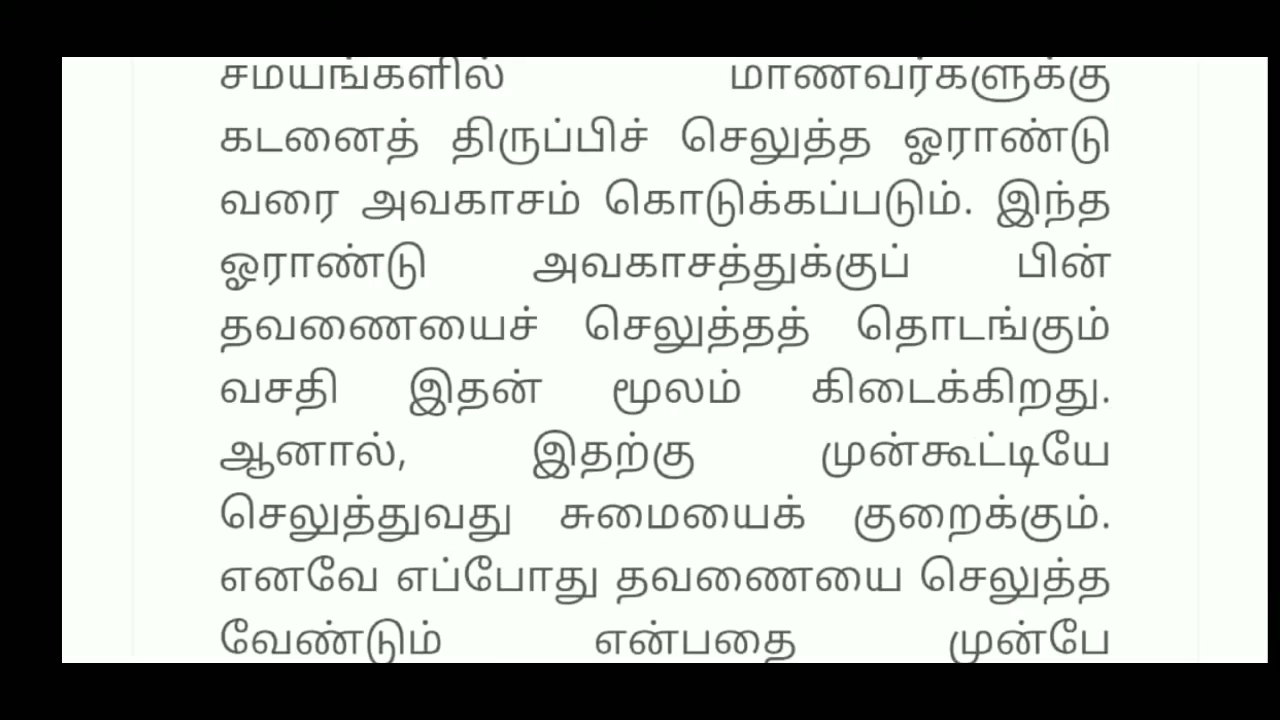 சமயங்களில் மாணவர்களுக்கு
கடனைத் திருப்பிச் செலுத்த ஓராண்டு
வரை அவகாசம் கொடுக்கப்படும். இந்த
ஓராண்டு அவகாசத்துக்குப் பின்
தவணையைச் செலுத்தத் தொடங்கும்
வசதி இதன் மூலம் கிடைக்கிறது.
ஆனால், இதற்கு முன்கூட்டியே
செலுத்துவது சுமையைக் குறைக்கும்.
எனவே எப்போது தவணையை செலுத்த
வேண்டும் என்பதை முன்பே